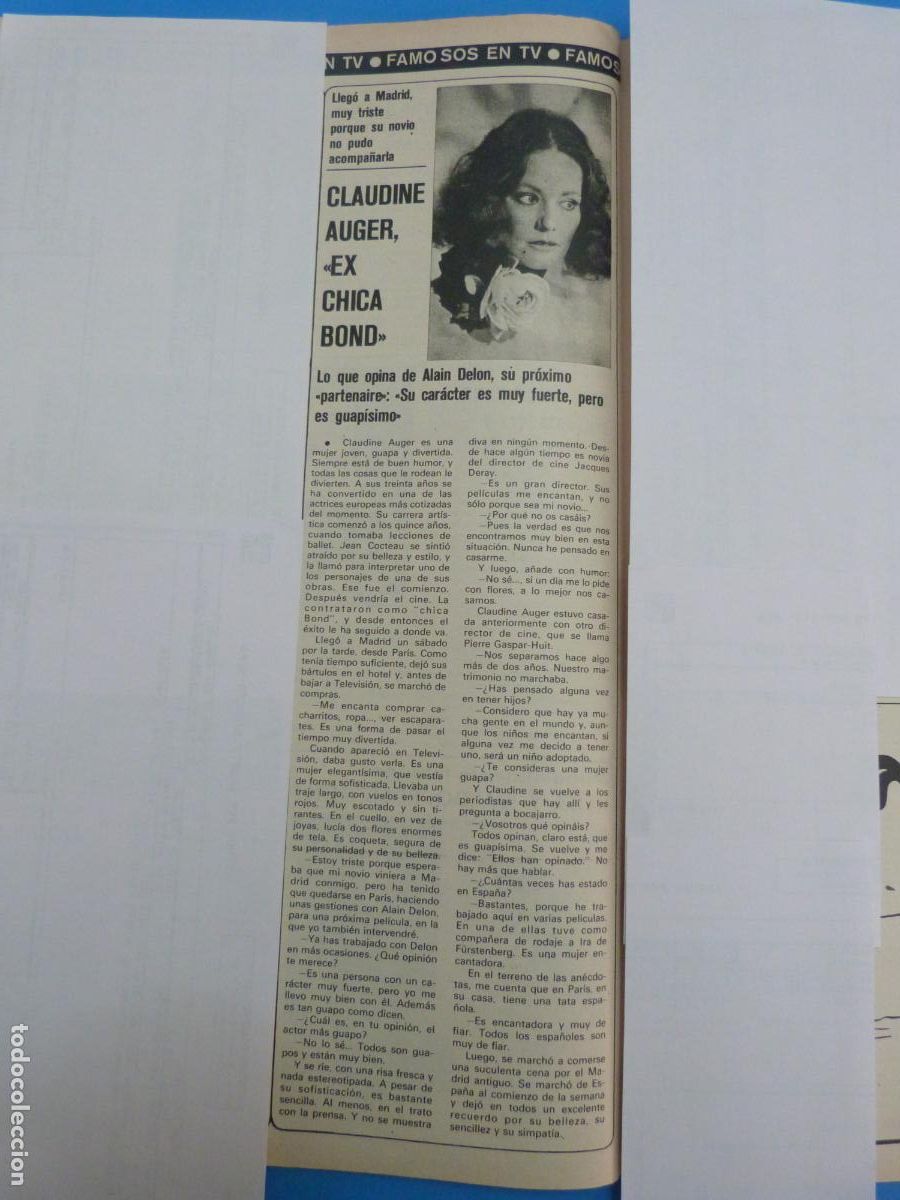 N TV ● FAMOSOS EN TV ● FAMOS
Llegó a Madrid,
muy triste
porque su novio
no pudo
acompañarla
CLAUDINE
AUGER,
«EX
CHICA
BOND»
Lo que opina de Alain Delon, su próximo
«partenaire»: «Su carácter es muy fuerte, pero
es guapísimo»
● Claudine Auger es una
mujer joven, guapa y divertida.
Siempre está de buen humor, y
todas las cosas que le rodean le
divierten. A sus treinta años se
ha convertido en una de las
actrices europeas más cotizadas
del momento. Su carrera artís-
tica comenzó a los quince años,
cuando tomaba lecciones de
ballet. Jean Cocteau se sintió
atraído por su belleza y estilo, y
la llamó para interpretar uno de
los personajes de una de sus
obras. Ese fue el comienzo.
Después vendría el cine. La
contrataron como "chica
Bond", y desde entonces el
éxito le ha seguido a donde va.
Llegó a Madrid un sábado
por la tarde, desde París. Como
tenía tiempo suficiente, dejó sus
bártulos en el hotel y, antes de
bajar a Televisión, se marchó de
compras.
—Me encanta comprar ca-
charritos, ropa..., ver escapara-
tes. Es una forma de pasar el
tiempo muy divertida.
Cuando apareció en Televi-
sión, daba gusto verla. Es una
mujer elegantísima, que vestía
de forma sofisticada. Llevaba un
traje largo, con vuelos en tonos
rojos. Muy escotado y sin ti-
rantes. En el cuello, en vez de
joyas, lucía dos flores enormes
de tela. Es coqueta, segura de
su personalidad y de su belleza.
—Estoy triste porque espera-
ba que mi novio viniera a Ma-
drid conmigo, pero ha tenido
que quedarse en París, haciendo
unas gestiones con Alain Delon,
para una próxima película, en la
que yo también intervendré.
—Ya has trabajado con Delon
en más ocasiones. ¿Qué opinión
te merece?
—Es una persona con un ca-
rácter muy fuerte, pero yo me
llevo muy bien con él. Además
es tan guapo como dicen.
—¿Cuál es, en tu opinión, el
actor más guapo?
—No lo sé... Todos son gua-
pos y están muy bien.
Y se ríe, con una risa fresca y
nada estereotipada. A pesar de
su sofisticación, es bastante
sencilla. Al menos, en el trato
con la prensa. Y no se muestra
diva en ningún momento. Des-
de hace algún tiempo es novia
del director de cine Jacques
Deray.
—Es un gran director. Sus
películas me encantan, y no
sólo porque sea mi novio...
—¿Por qué no os casáis?
—Pues la verdad es que nos
encontramos muy bien en esta
situación. Nunca he pensado en
casarme.
Y luego, añade con humor:
—No sé..., si un día me lo pide
con flores, a lo mejor nos ca-
samos.
Claudine Auger estuvo casa-
da anteriormente con otro di-
rector de cine, que se llama
Pierre Gaspar-Huit.
—Nos separamos hace algo
más de dos años. Nuestro ma-
trimonio no marchaba.
—¿Has pensado alguna vez
en tener hijos?
—Considero que hay ya mu-
cha gente en el mundo y, aun-
que los niños me encantan, si
alguna vez me decido a tener
uno, será un niño adoptado.
—¿Te consideras una mujer
guapa?
Y Claudine se vuelve a los
periodistas que hay allí y les
pregunta a bocajarro.
—¿Vosotros qué opináis?
Todos opinan, claro está, que
es guapísima. Se vuelve y me
dice: "Ellos han opinado." No
hay más que hablar.
—¿Cuántas veces has estado
en España?
—Bastantes, porque he tra-
bajado aquí en varias películas.
En una de ellas tuve como
compañera de rodaje a Ira de
Fürstenberg. Es una mujer en-
cantadora.
En el terreno de las anécdo-
tas, me cuenta que en París, en
su casa, tiene una tata espa-
ñola.
—Es encantadora y muy de
fiar. Todos los españoles son
muy de fiar.
Luego, se marchó a comerse
una suculenta cena por el Ma-
drid antiguo. Se marchó de Es-
paña al comienzo de la semana
y dejó en todos un excelente
recuerdo por su belleza, su
sencillez y su simpatía.
todocoleccion